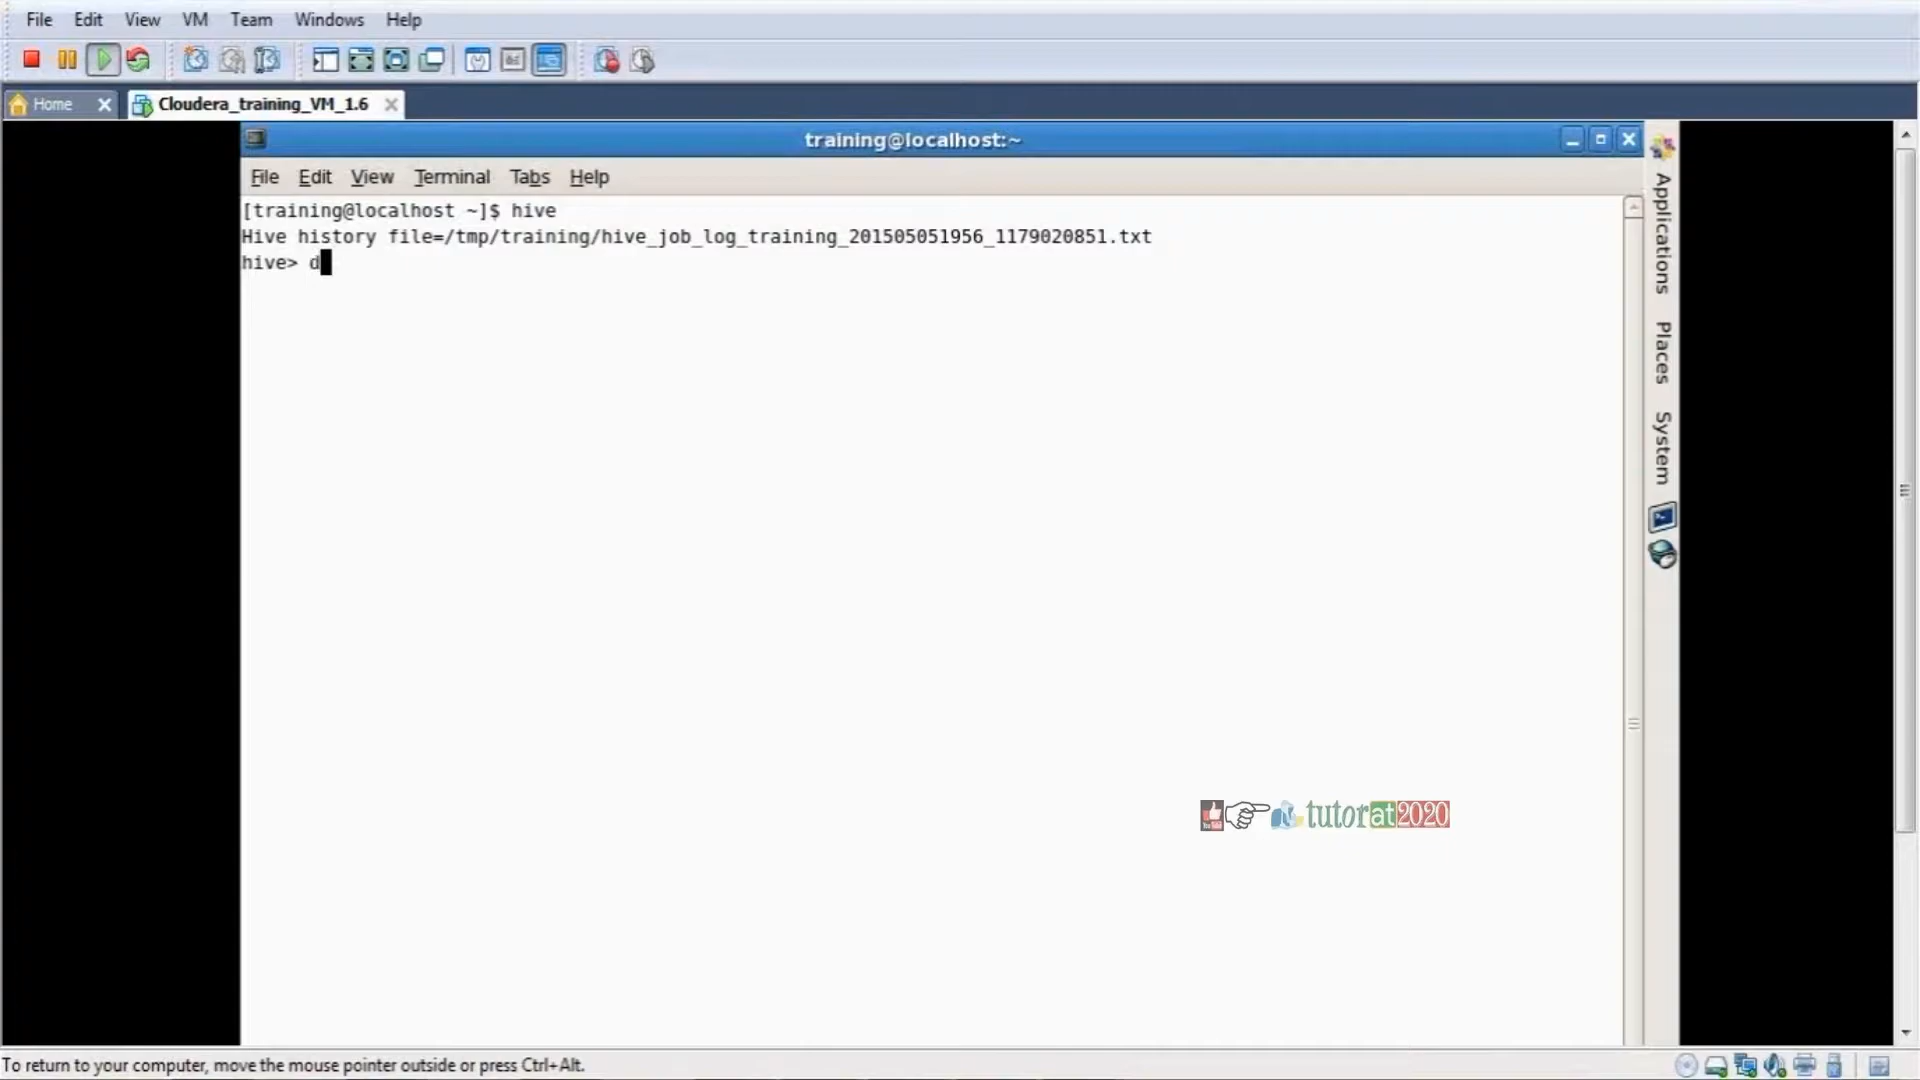 File Edit View VM Team Windows Help
Home Cloudera_training_VM_1.6
training@localhost:~
File Edit View Terminal Tabs Help
[training@localhost ~]$ hive
Hive history file=/tmp/training/hive_job_log_training_201505051956_1179020851.txt
hive> d
Applications
Places
System
tutorat2020
To return to your computer, move the mouse pointer outside or press Ctrl+Alt.